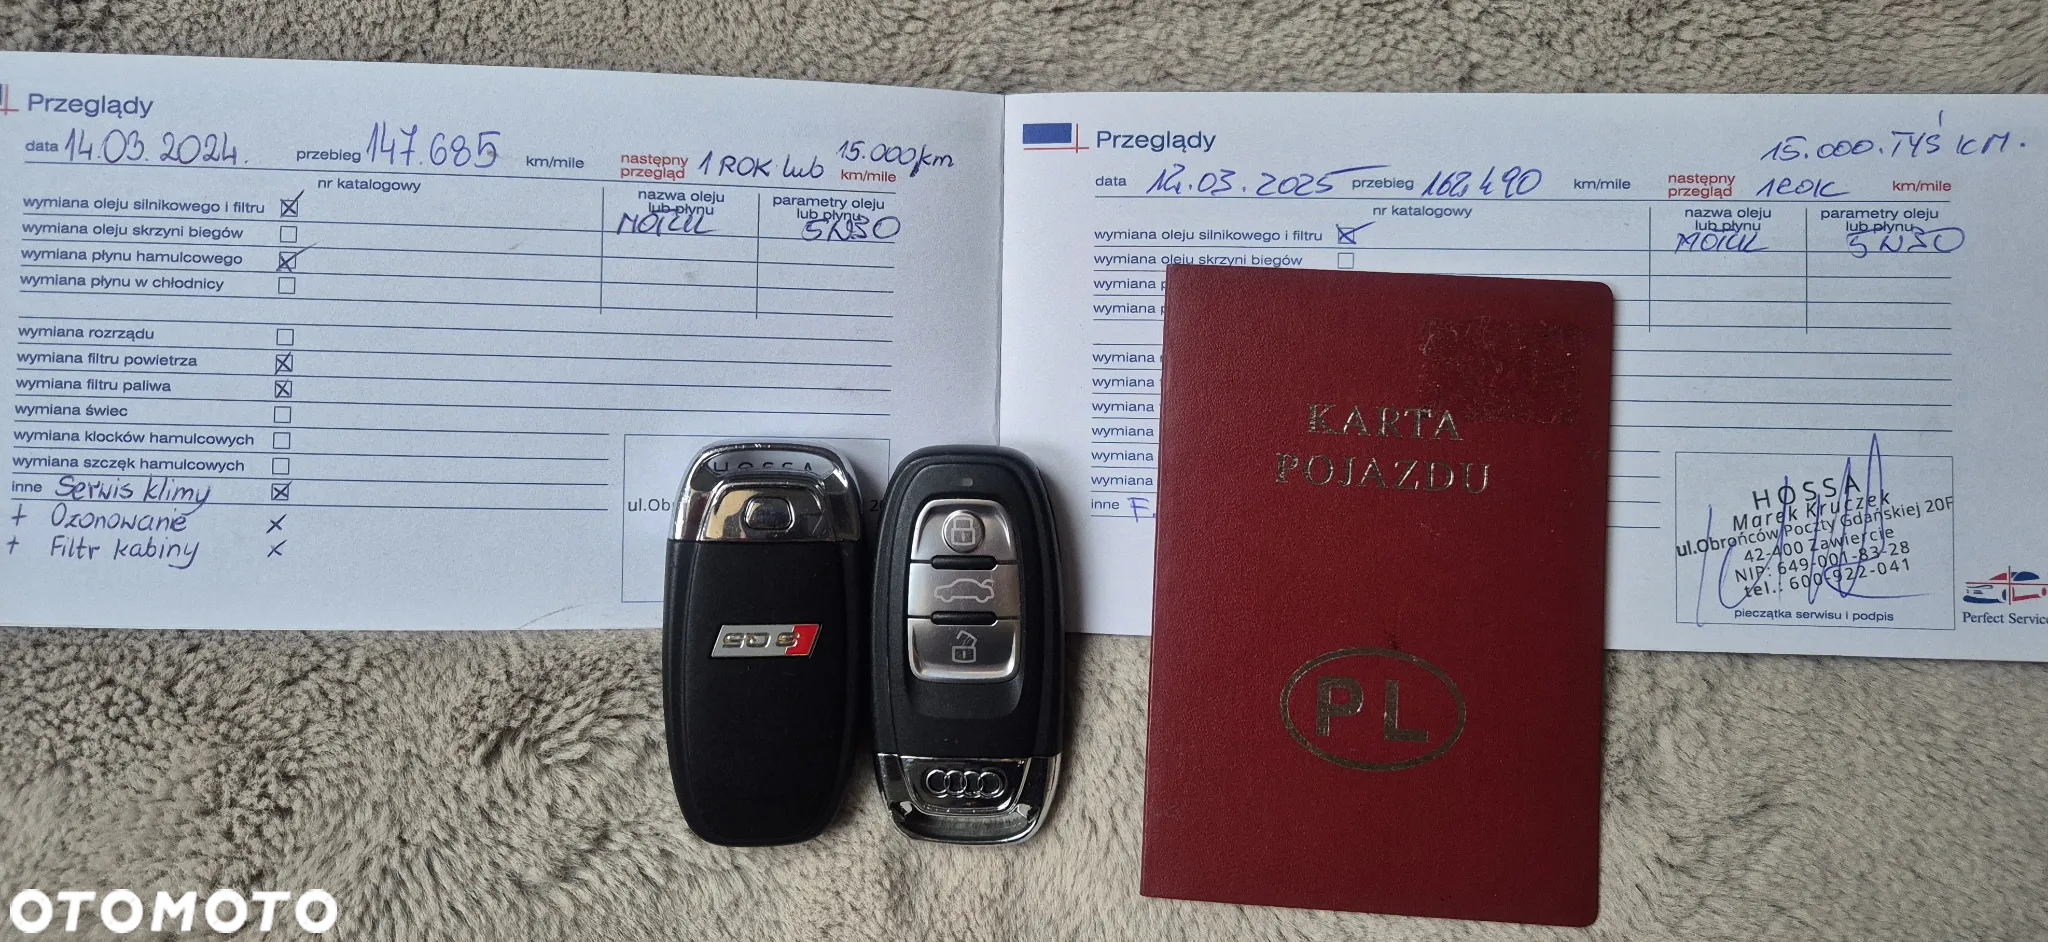 Przeglądy
data 14.03.2024. przebieg 147.685 km/mile następny przegląd 1 ROK lub 15.000km km/mile
nr katalogowy
nazwa oleju lub płynu
parametry oleju lub płynu
wymiana oleju silnikowego i filtru MOTUL 5W30
wymiana oleju skrzyni biegów
wymiana płynu hamulcowego
wymiana płynu w chłodnicy
wymiana rozrządu
wymiana filtru powietrza
wymiana filtru paliwa
wymiana świec
wymiana klocków hamulcowych
wymiana szczęk hamulcowych
inne Serwis klimy
+ Ozonowanie
+ Filtr kabiny
HOSSA
ul.Ob
Przeglądy
15.000.TYŚ KM.
data 12.03.2025 przebieg 162.490 km/mile następny przegląd 1 ROK km/mile
nr katalogowy
nazwa oleju lub płynu
parametry oleju lub płynu
wymiana oleju silnikowego i filtru MOTUL 5W30
wymiana oleju skrzyni biegów
wymiana
wymiana
wymiana
wymiana
wymiana
wymiana
wymiana
wymiana
inne F.
HOSSA
Marek Kruczek
ul.Obrońców Poczty Gdańskiej 20F
42-400 Zawiercie
NIP: 649-001-83-28
tel.: 600-922-041
pieczątka serwisu i podpis
Perfect Service
KARTA
POJAZDU
PL
OTOMOTO